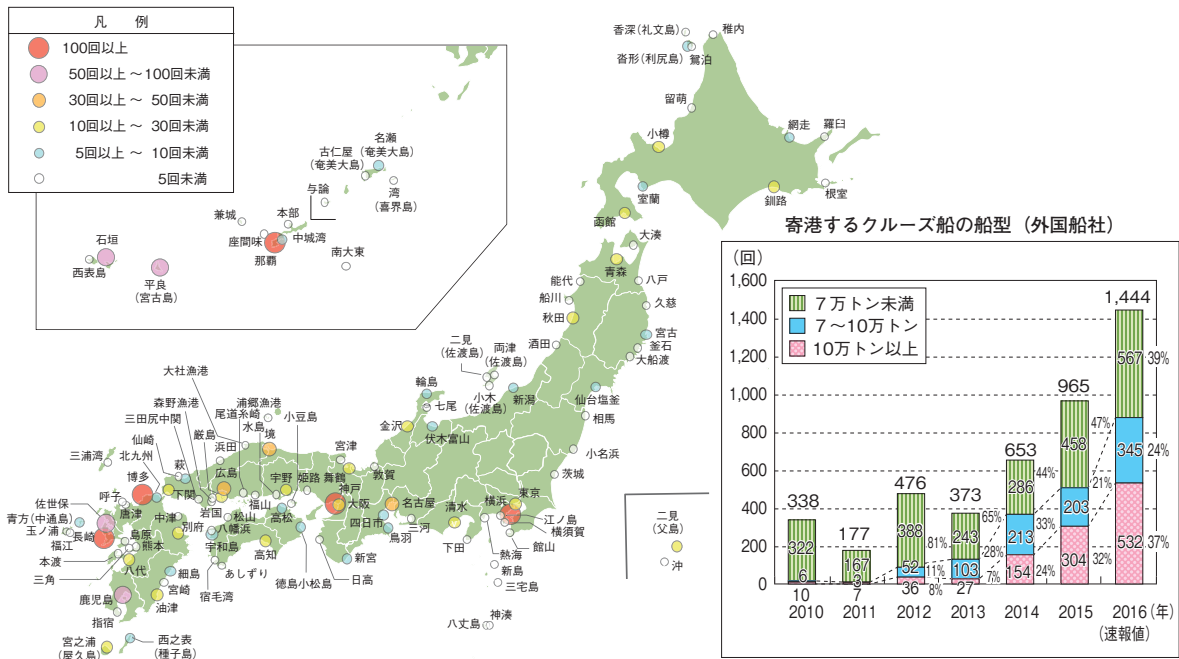 凡　例
100回以上
50回以上～100回未満
30回以上～ 50回未満
10回以上～ 30回未満
5回以上～ 10回未満
5回未満
名瀬
(奄美大島)
古仁屋
(奄美大島)
湾
(喜界島)
与論
兼城
本部
座間味
中城湾
那覇
南大東
石垣
西表島
平良
(宮古島)
香深(礼文島)
稚内
沓形(利尻島)
鴛泊
留萌
小樽
網走
羅臼
室蘭
釧路
根室
函館
大湊
青森
能代
八戸
船川
久慈
秋田
宮古
釜石
酒田
大船渡
二見
(佐渡島)
両津
(佐渡島)
小木
(佐渡島)
新潟
仙台塩釜
相馬
小名浜
茨城
輪島
七尾
金沢
伏木富山
大社漁港
森野漁港
浦郷漁港
三田尻中関
尾道糸崎
小豆島
仙崎
厳島
水島
境
北九州
浜田
宮津
三浦湾
萩
広島
宇野
姫路
舞鶴
敦賀
博多
下関
福山
神戸
呼子
岩国
大阪
名古屋
清水
横浜
東京
佐世保
唐津
中津
松山
高松
四日市
三河
江ノ島
青方(中通島)
別府
八幡浜
鳥羽
下田
横須賀
玉ノ浦
長崎
島原
館山
福江
熊本
宇和島
高知
新宮
熱海
本渡
八代
新島
三角
細島
あしずり
徳島小松島
日高
三宅島
宮崎
宿毛湾
鹿児島
油津
八丈島
神湊
指宿
宮之浦
(屋久島)
西之表
(種子島)
二見
(父島)
沖
寄港するクルーズ船の船型（外国船社）
(回)
1,600
1,400
1,200
1,000
800
600
400
200
0
７万トン未満
７～10万トン
10万トン以上
338
322
6
10
177
167
3
7
476
388
81%
52
11%
36
8%
373
243
65%
103
28%
27
7%
653
286
44%
213
33%
154
24%
965
458
47%
203
21%
304
32%
1,444
567
39%
345
24%
532
37%
2010 2011 2012 2013 2014 2015 2016 (年)
(速報値)